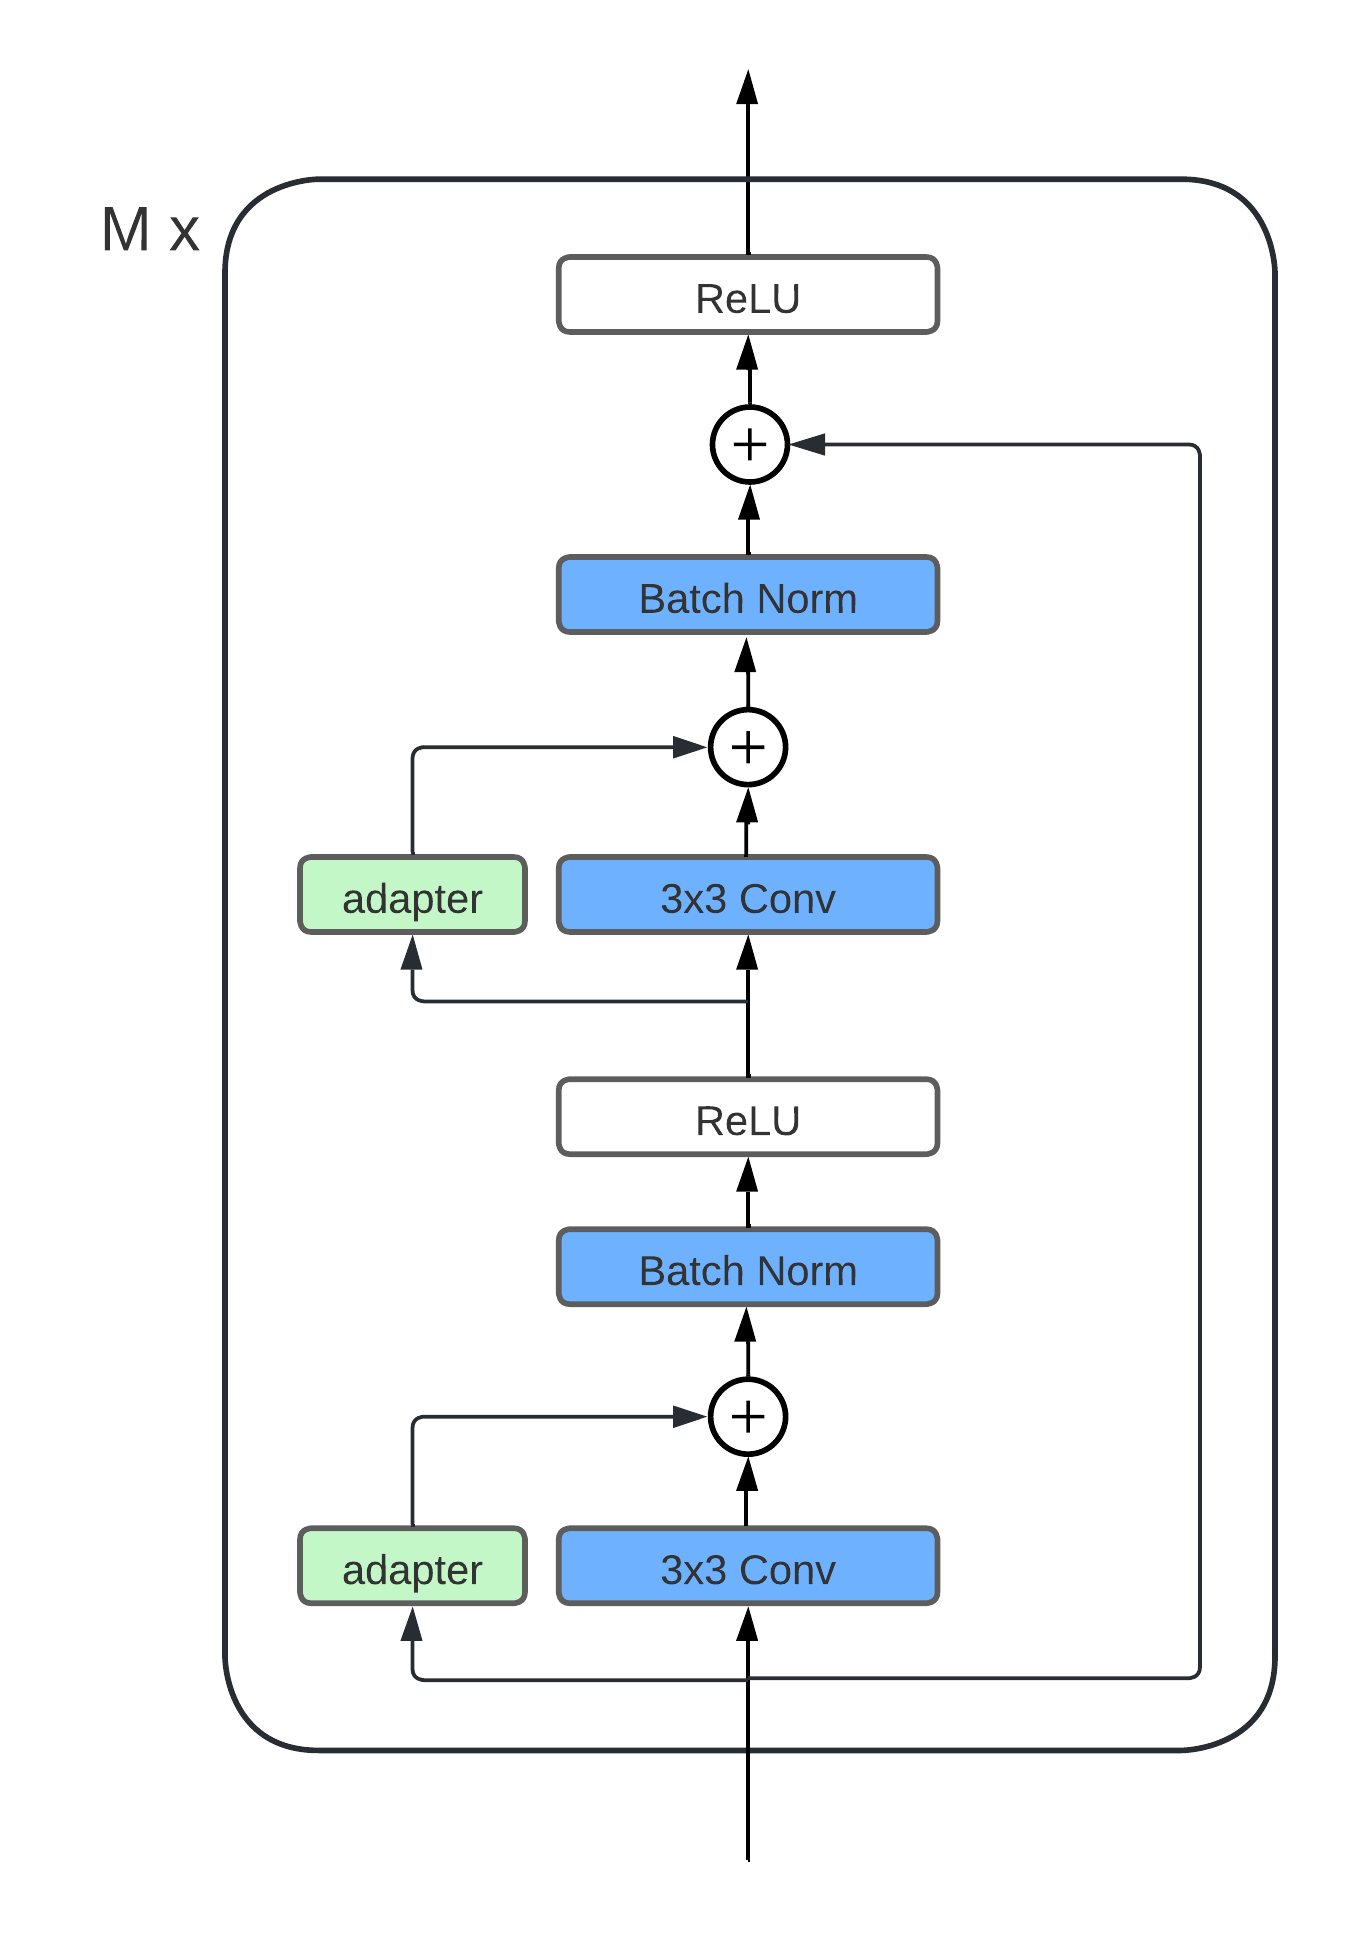 M x
ReLU
Batch Norm
adapter
3x3 Conv
ReLU
Batch Norm
adapter
3x3 Conv